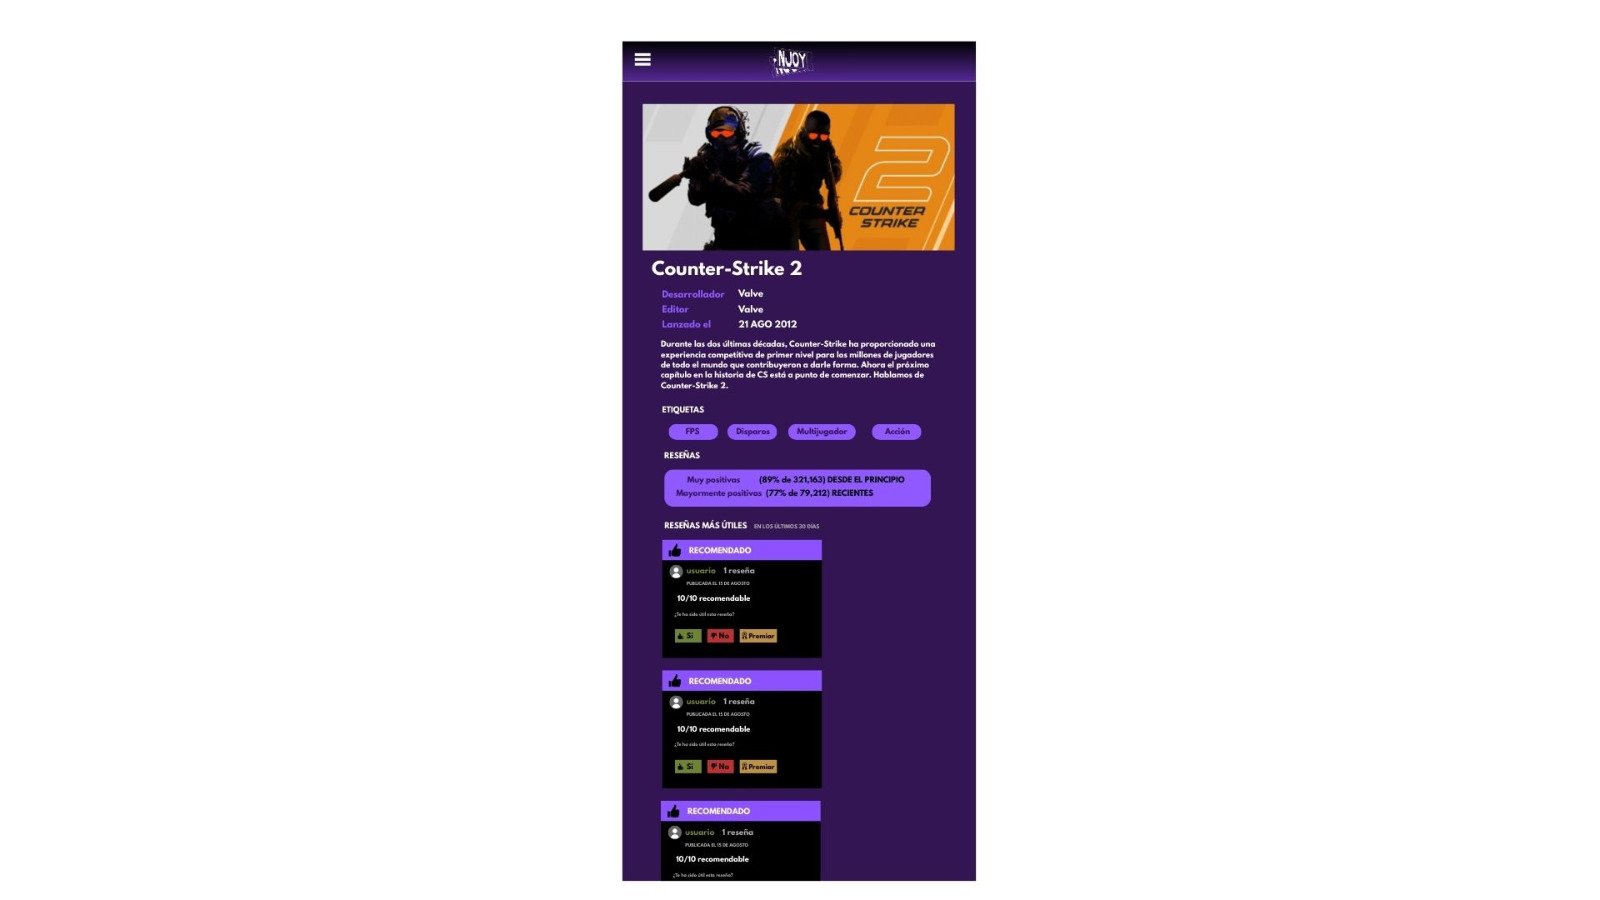 NJOY
2
COUNTER
STRIKE
Counter-Strike 2
Desarrollador Valve
Editor Valve
Lanzado el 21 AGO 2012
Durante las dos últimas décadas, Counter-Strike ha proporcionado una
experiencia competitiva de primer nivel para los millones de jugadores
de todo el mundo que contribuyeron a darle forma. Ahora el próximo
capítulo en la historia de CS está a punto de comenzar. Hablamos de
Counter-Strike 2.
ETIQUETAS
FPS Disparos Multijugador Acción
RESEÑAS
Muy positivas (89% de 321,163) DESDE EL PRINCIPIO
Mayormente positivas (77% de 79,212) RECIENTES
RESEÑAS MÁS ÚTILES EN LOS ÚLTIMOS 30 DÍAS
RECOMENDADO
usuario 1 reseña
PUBLICADA EL 15 DE AGOSTO
10/10 recomendable
¿Te ha sido útil esta reseña?
Si No Premiar
RECOMENDADO
usuario 1 reseña
PUBLICADA EL 15 DE AGOSTO
10/10 recomendable
¿Te ha sido útil esta reseña?
Si No Premiar
RECOMENDADO
usuario 1 reseña
PUBLICADA EL 15 DE AGOSTO
10/10 recomendable
¿Te ha sido útil esta reseña?